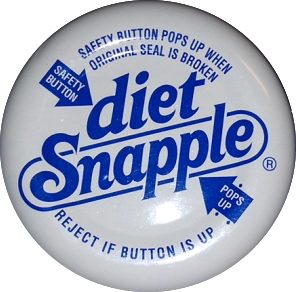 SAFETY BUTTON POPS UP WHEN
ORIGINAL SEAL IS BROKEN
SAFETY
BUTTON
diet
Snapple®
POPS
UP
REJECT IF BUTTON IS UP